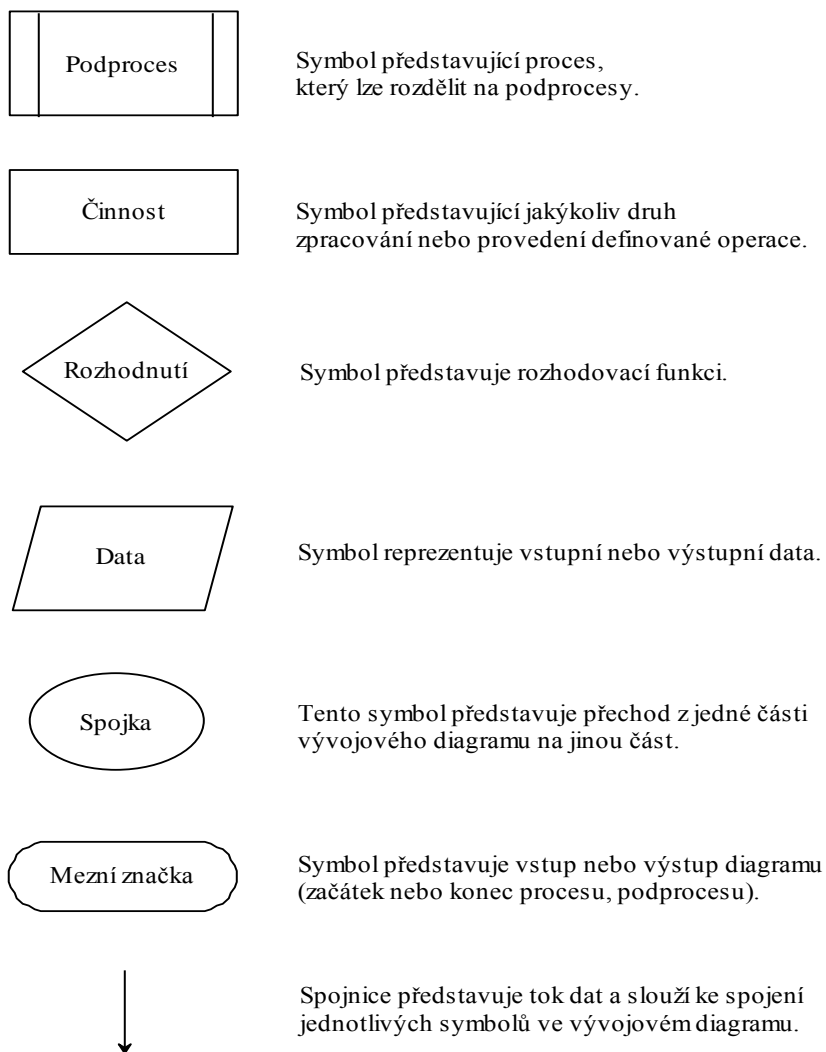 Podproces
Symbol představující proces,
který lze rozdělit na podprocesy.
Činnost
Symbol představující jakýkoliv druh
zpracování nebo provedení definované operace.
Rozhodnutí
Symbol představuje rozhodovací funkci.
Data
Symbol reprezentuje vstupní nebo výstupní data.
Spojka
Tento symbol představuje přechod z jedné části
vývojového diagramu na jinou část.
Mezní značka
Symbol představuje vstup nebo výstup diagramu
(začátek nebo konec procesu, podprocesu).
Spojnice představuje tok dat a slouží ke spojení
jednotlivých symbolů ve vývojovém diagramu.